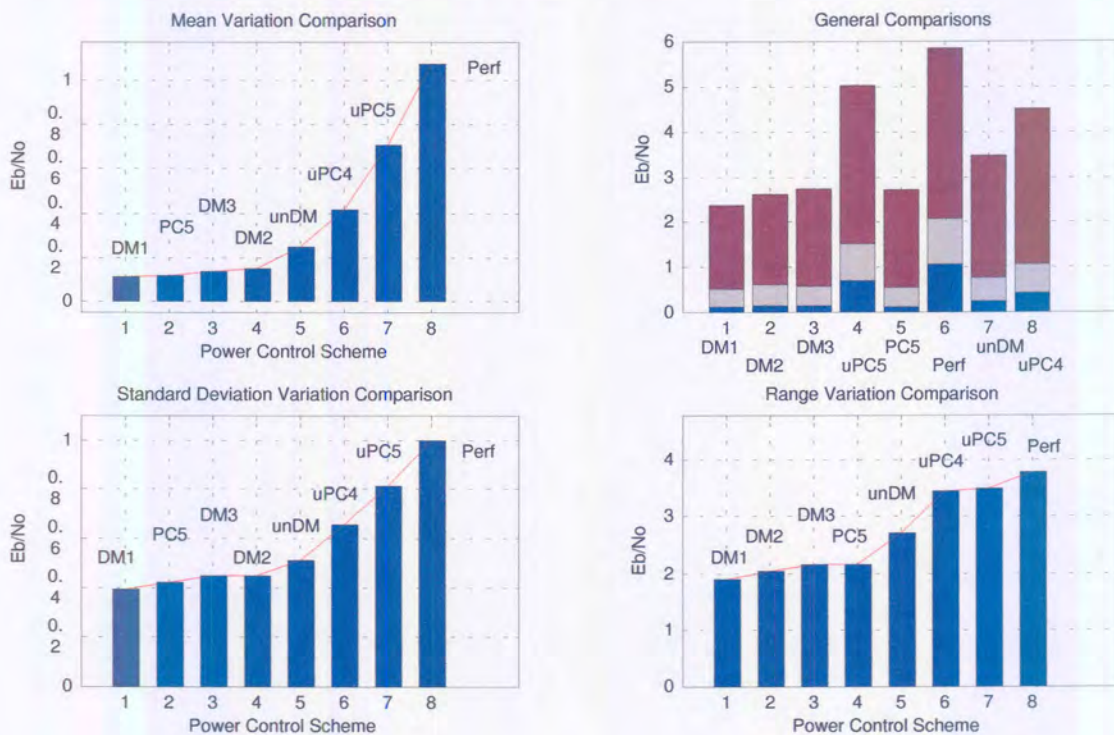 Mean Variation Comparison
Eb/No
1
0.
8
0.
6
0.
4
0.
2
0
DM1
PC5
DM3
DM2
unDM
uPC4
uPC5
Perf
1 2 3 4 5 6 7 8
Power Control Scheme
General Comparisons
Eb/No
6
5
4
3
2
1
0
1 2 3 4 5 6 7 8
DM1 DM2 DM3 uPC5 PC5 Perf unDM uPC4
Standard Deviation Variation Comparison
Eb/No
1
0.
8
0.
6
0.
4
0.
2
0
DM1
PC5
DM3
DM2
unDM
uPC4
uPC5
Perf
1 2 3 4 5 6 7 8
Power Control Scheme
Range Variation Comparison
Eb/No
4
3
2
1
0
DM1
DM2
DM3
PC5
unDM
uPC4
uPC5
Perf
1 2 3 4 5 6 7 8
Power Control Scheme